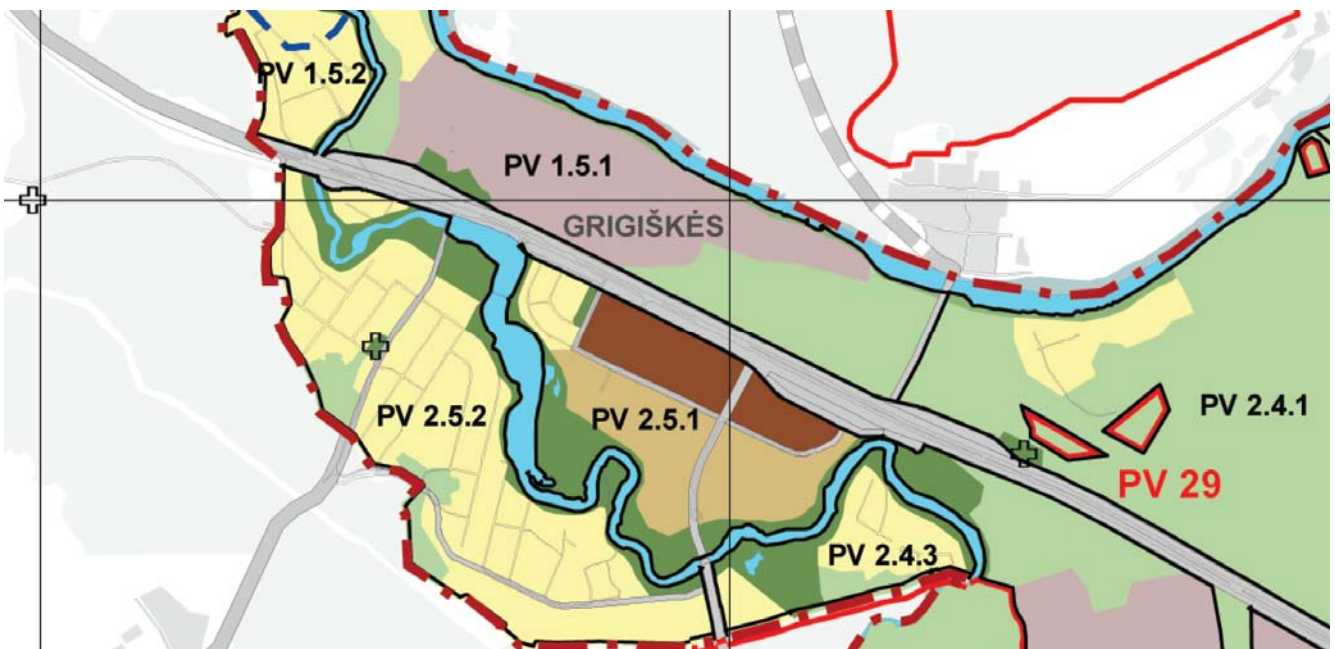 PV 1.5.2
PV 1.5.1
GRIGIŠKĖS
PV 2.5.2
PV 2.5.1
PV 2.4.1
PV 29
PV 2.4.3